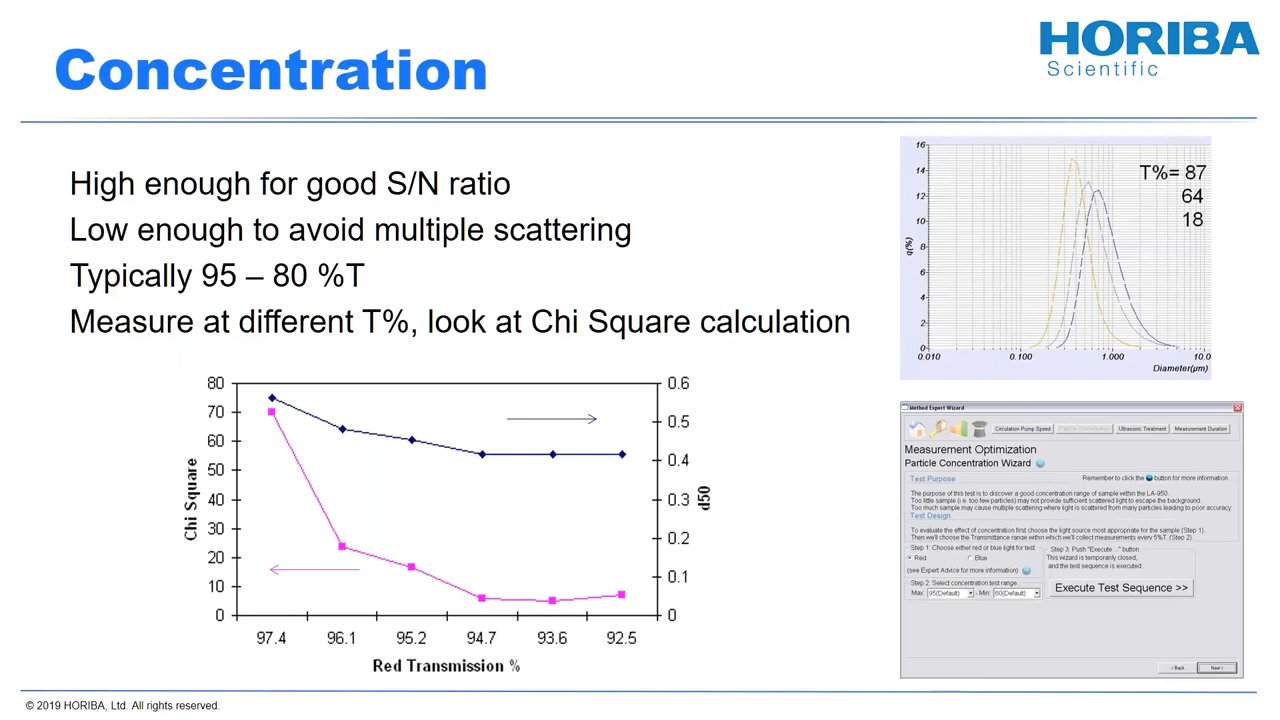 Concentration
HORIBA
Scientific
High enough for good S/N ratio
Low enough to avoid multiple scattering
Typically 95 – 80 %T
Measure at different T%, look at Chi Square calculation
16
14
12
10
8
6
4
2
0
q(%)
T%= 87
64
18
0.010
0.100
1.000
10.0
Diameter(µm)
80
70
60
50
40
30
20
10
0
Chi Square
0.6
0.5
0.4
0.3
0.2
0.1
0
d50
97.4
96.1
95.2
94.7
93.6
92.5
Red Transmission %
Method Expert Wizard
Circulation Pump Speed
Ultrasonic Treatment
Measurement Duration
Measurement Optimization
Particle Concentration Wizard
Test Purpose
Remember to click the button for more information
The purpose of this test is to discover a good concentration range of sample within the LA-950.
Too little sample (i.e. too few particles) may not provide sufficient scattered light to escape the background.
Too much sample may cause multiple scattering where light is scattered from many particles leading to poor accuracy.
Test Design
To evaluate the effect of concentration first choose the light source most appropriate for the sample (Step 1).
Then we'll choose the Transmittance range within which we'll collect measurements every 5%T. (Step 2)
Step 1: Choose either red or blue light for test.
Red
Blue
(see Expert Advice for more information)
Step 2: Select concentration test range.
Max: 95(Default) - Min: 60(Default)
Step 3: Push "Execute ..." button.
This wizard is temporarily closed,
and the test sequence is executed.
Execute Test Sequence >>
< Back
Next >
© 2019 HORIBA, Ltd. All rights reserved.